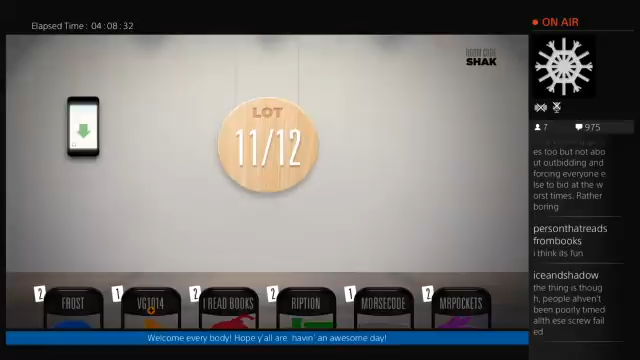 Elapsed Time : 04:08:32
ON AIR
ROOM CODE
SHAK
LOT
11/12
7
975
es too but not abo
ut outbidding and
forcing everyone e
lse to bid at the w
orst times. Rather
boring
personthatreads
frombooks
i think its fun
iceandshadow
the thing is thoug
h, people ahven't
been poorly timed
allth ese screw fail
ed
2 FROST
1 VG1014
2 I READ BOOKS
2 RIPTION
1 MORSECODE
2 MRPOCKETS
Welcome every body! Hope y'all are havin' an awesome day!